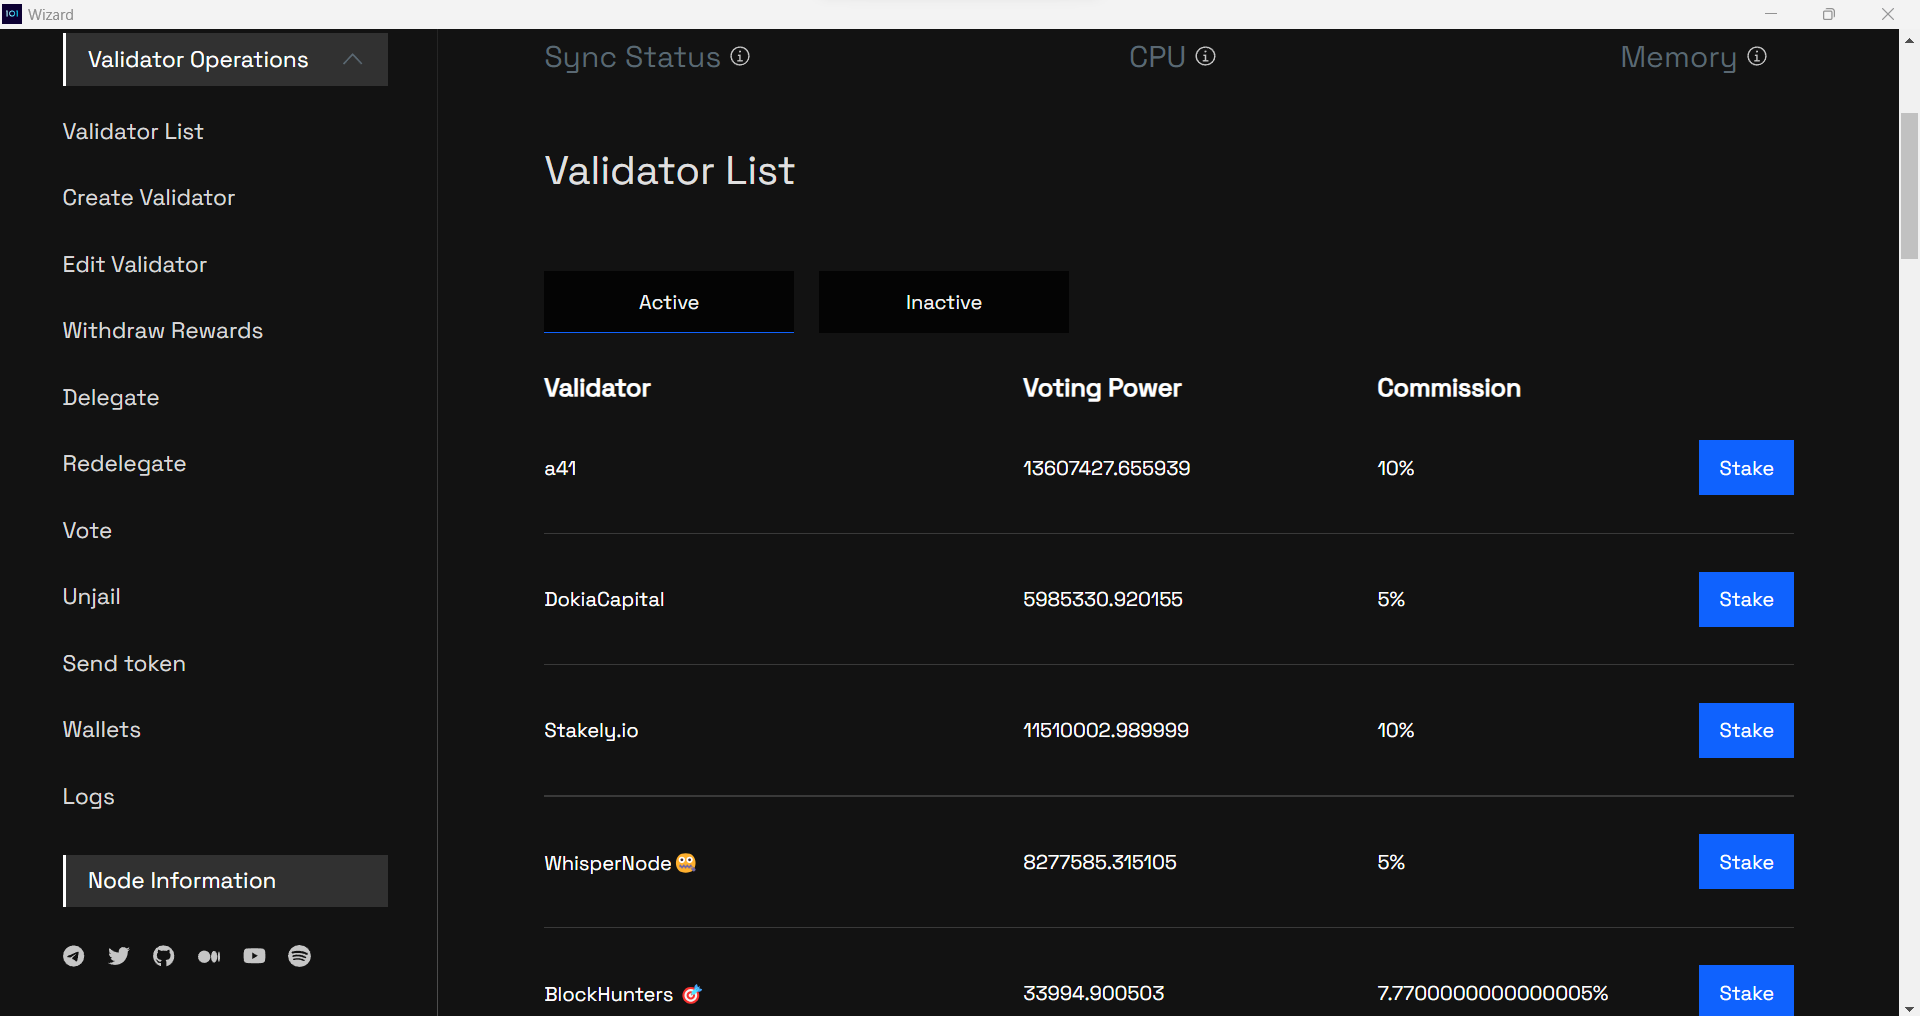 101 Wizard
Validator Operations
Validator List
Create Validator
Edit Validator
Withdraw Rewards
Delegate
Redelegate
Vote
Unjail
Send token
Wallets
Logs
Node Information
Sync Status CPU Memory
Validator List
Active Inactive
Validator Voting Power Commission
a41 13607427.655939 10% Stake
DokiaCapital 5985330.920155 5% Stake
Stakely.io 11510002.989999 10% Stake
WhisperNode🤐 8277585.315105 5% Stake
BlockHunters 🎯 33994.900503 7.770000000000005% Stake